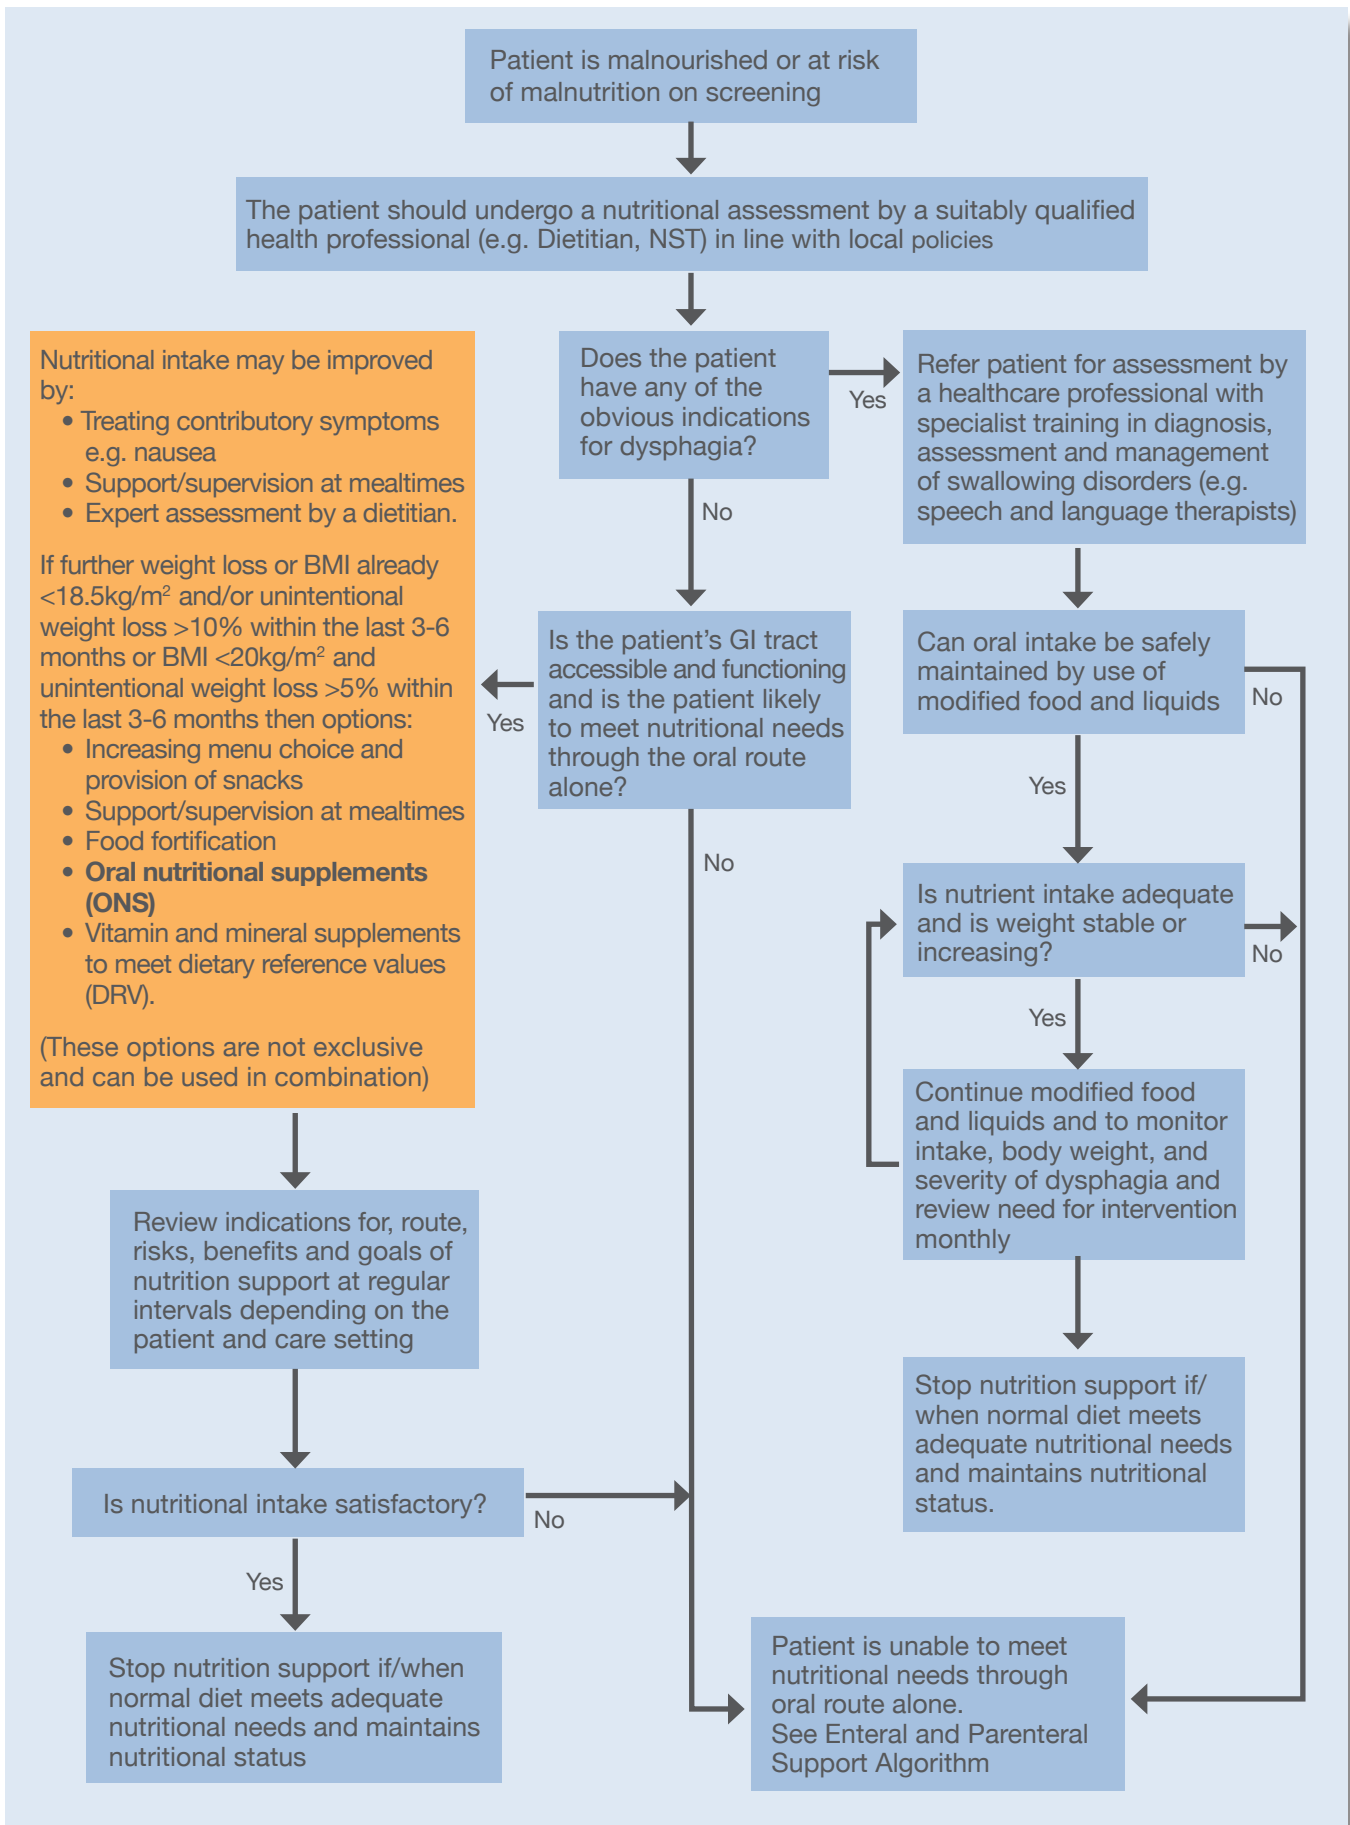 Patient is malnourished or at risk
of malnutrition on screening
The patient should undergo a nutritional assessment by a suitably qualified
health professional (e.g. Dietitian, NST) in line with local policies
Nutritional intake may be improved
by:
• Treating contributory symptoms
e.g. nausea
• Support/supervision at mealtimes
• Expert assessment by a dietitian.
If further weight loss or BMI already
<18.5kg/m² and/or unintentional
weight loss >10% within the last 3-6
months or BMI <20kg/m² and
unintentional weight loss >5% within
the last 3-6 months then options:
• Increasing menu choice and
provision of snacks
• Support/supervision at mealtimes
• Food fortification
• Oral nutritional supplements
(ONS)
• Vitamin and mineral supplements
to meet dietary reference values
(DRV).
(These options are not exclusive
and can be used in combination)
Does the patient
have any of the
obvious indications
for dysphagia?
Yes
No
Refer patient for assessment by
a healthcare professional with
specialist training in diagnosis,
assessment and management
of swallowing disorders (e.g.
speech and language therapists)
Is the patient's GI tract
accessible and functioning
and is the patient likely
to meet nutritional needs
through the oral route
alone?
Yes
No
Can oral intake be safely
maintained by use of
modified food and liquids
No
Yes
Is nutrient intake adequate
and is weight stable or
increasing?
No
Yes
Continue modified food
and liquids and to monitor
intake, body weight, and
severity of dysphagia and
review need for intervention
monthly
Stop nutrition support if/
when normal diet meets
adequate nutritional needs
and maintains nutritional
status.
Review indications for, route,
risks, benefits and goals of
nutrition support at regular
intervals depending on the
patient and care setting
Is nutritional intake satisfactory?
No
Yes
Stop nutrition support if/when
normal diet meets adequate
nutritional needs and maintains
nutritional status
Patient is unable to meet
nutritional needs through
oral route alone.
See Enteral and Parenteral
Support Algorithm